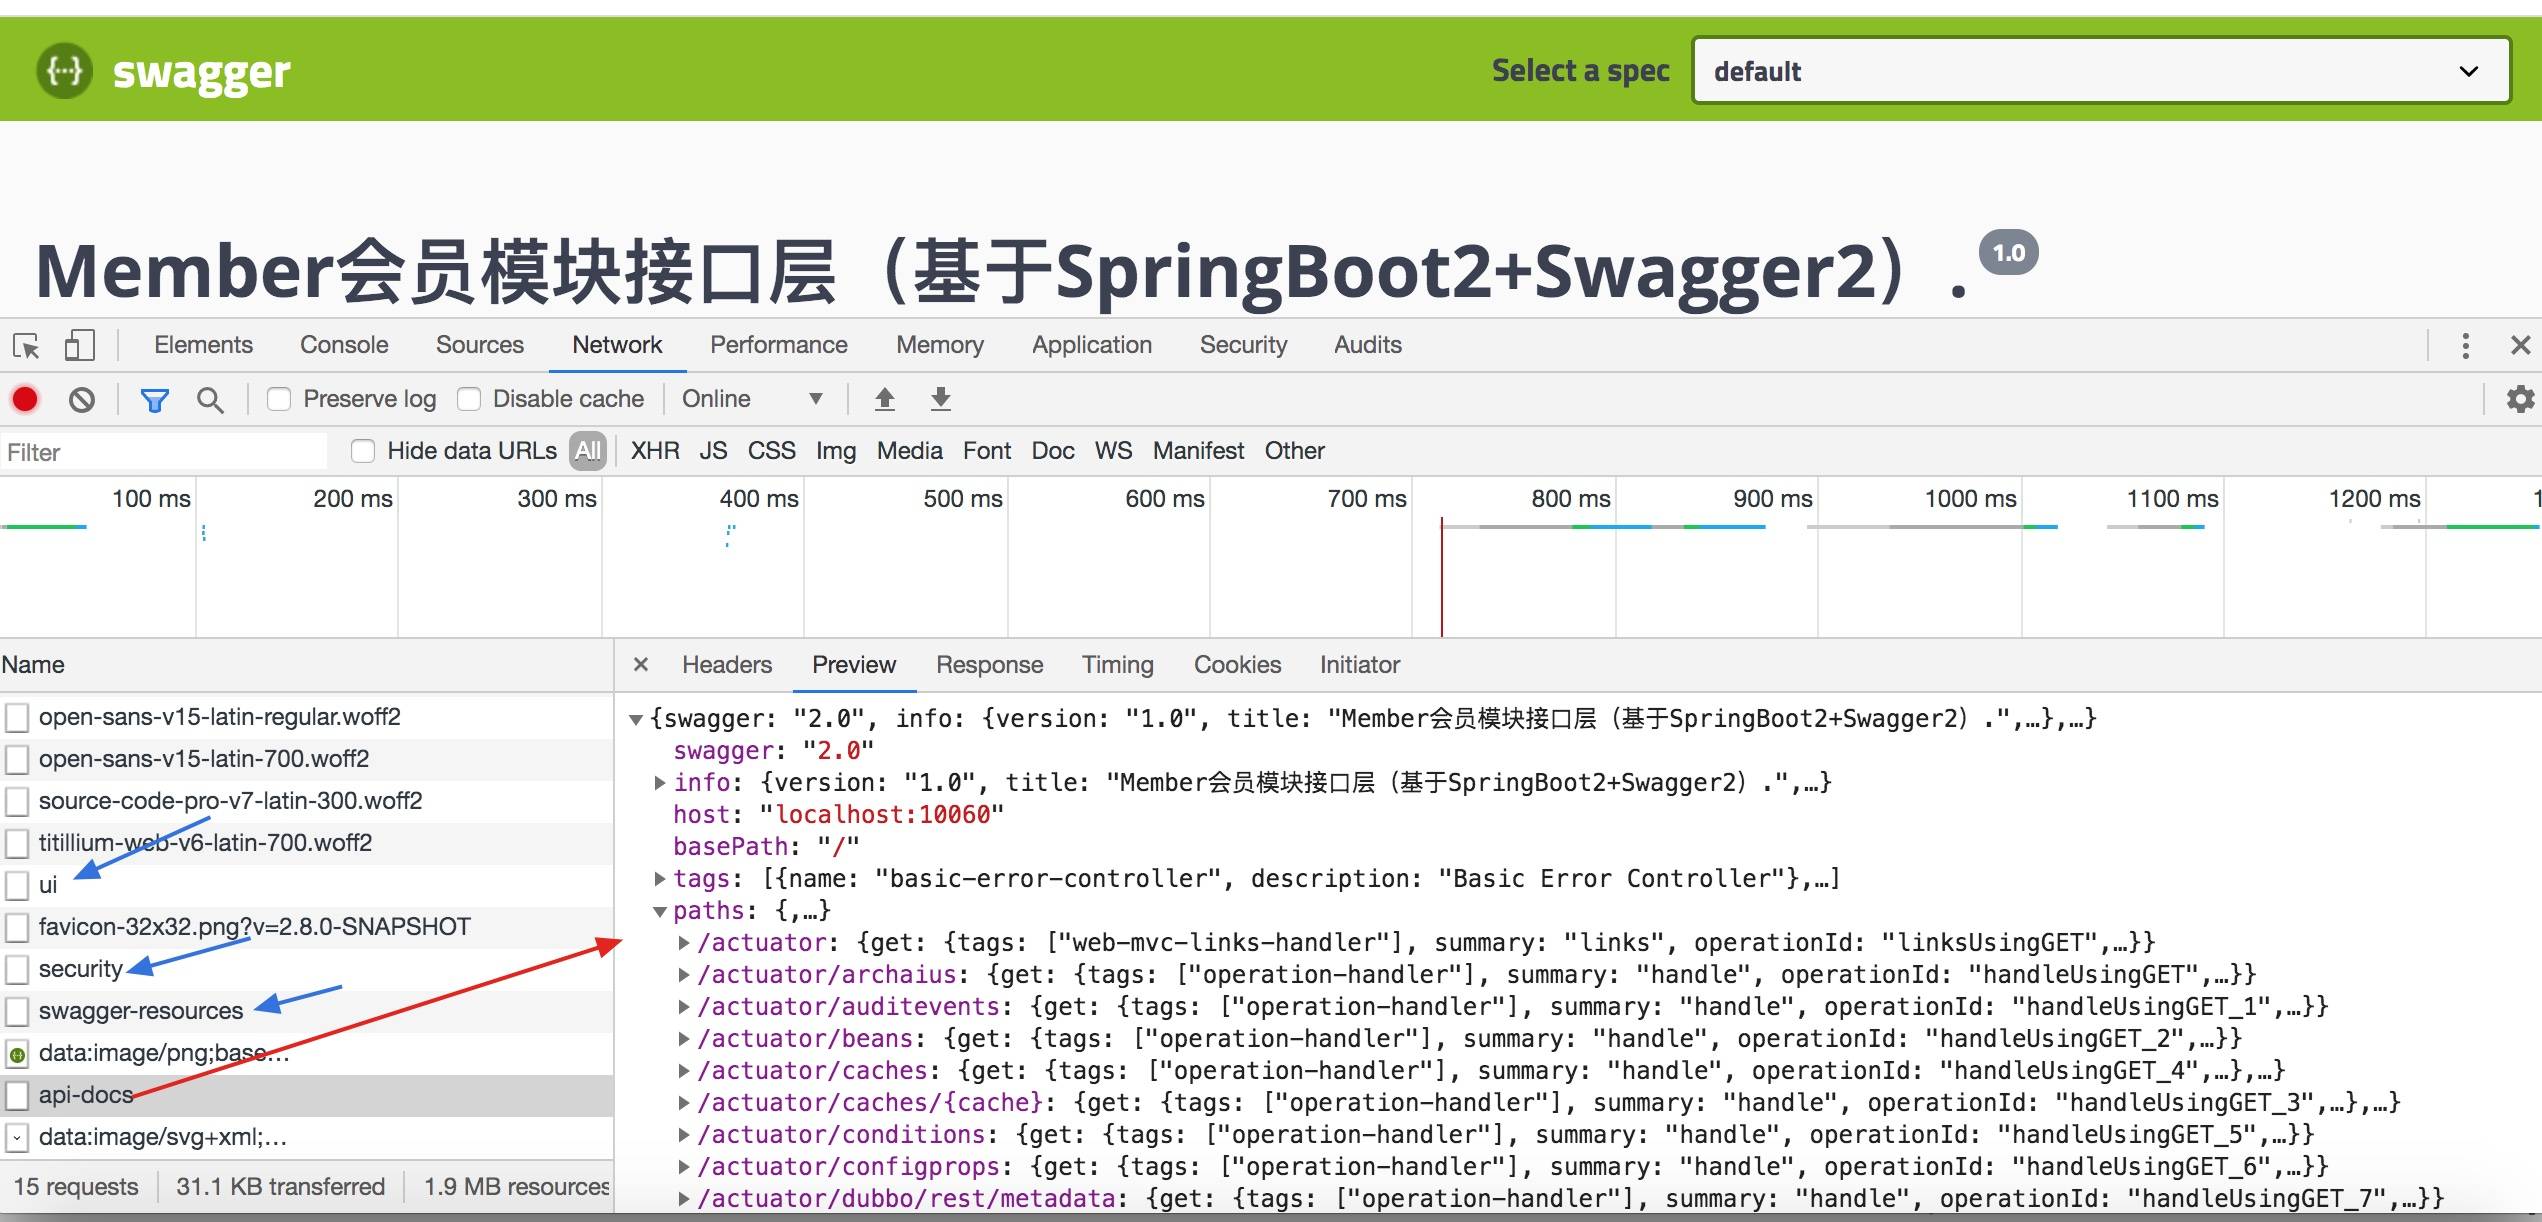 swagger
Select a spec
default
Member会员模块接口层（基于SpringBoot2+Swagger2）.
1.0
Elements Console Sources Network Performance Memory Application Security Audits
Preserve log Disable cache Online
Filter Hide data URLs All XHR JS CSS Img Media Font Doc WS Manifest Other
100 ms 200 ms 300 ms 400 ms 500 ms 600 ms 700 ms 800 ms 900 ms 1000 ms 1100 ms 1200 ms
Name
open-sans-v15-latin-regular.woff2
open-sans-v15-latin-700.woff2
source-code-pro-v7-latin-300.woff2
titillium-web-v6-latin-700.woff2
ui
favicon-32x32.png?v=2.8.0-SNAPSHOT
security
swagger-resources
data:image/png;base…
api-docs
data:image/svg+xml;…
15 requests 31.1 KB transferred 1.9 MB resources
× Headers Preview Response Timing Cookies Initiator
{swagger: "2.0", info: {version: "1.0", title: "Member会员模块接口层（基于SpringBoot2+Swagger2）.",…},…}
swagger: "2.0"
info: {version: "1.0", title: "Member会员模块接口层（基于SpringBoot2+Swagger2）.",…}
host: "localhost:10060"
basePath: "/"
tags: [{name: "basic-error-controller", description: "Basic Error Controller"},…]
paths: {,…}
/actuator: {get: {tags: ["web-mvc-links-handler"], summary: "links", operationId: "linksUsingGET",…}}
/actuator/archaius: {get: {tags: ["operation-handler"], summary: "handle", operationId: "handleUsingGET",…}}
/actuator/auditevents: {get: {tags: ["operation-handler"], summary: "handle", operationId: "handleUsingGET_1",…}}
/actuator/beans: {get: {tags: ["operation-handler"], summary: "handle", operationId: "handleUsingGET_2",…}}
/actuator/caches: {get: {tags: ["operation-handler"], summary: "handle", operationId: "handleUsingGET_4",…},…}
/actuator/caches/{cache}: {get: {tags: ["operation-handler"], summary: "handle", operationId: "handleUsingGET_3",…},…}
/actuator/conditions: {get: {tags: ["operation-handler"], summary: "handle", operationId: "handleUsingGET_5",…}}
/actuator/configprops: {get: {tags: ["operation-handler"], summary: "handle", operationId: "handleUsingGET_6",…}}
/actuator/dubbo/rest/metadata: {get: {tags: ["operation-handler"], summary: "handle", operationId: "handleUsingGET_7",…}}